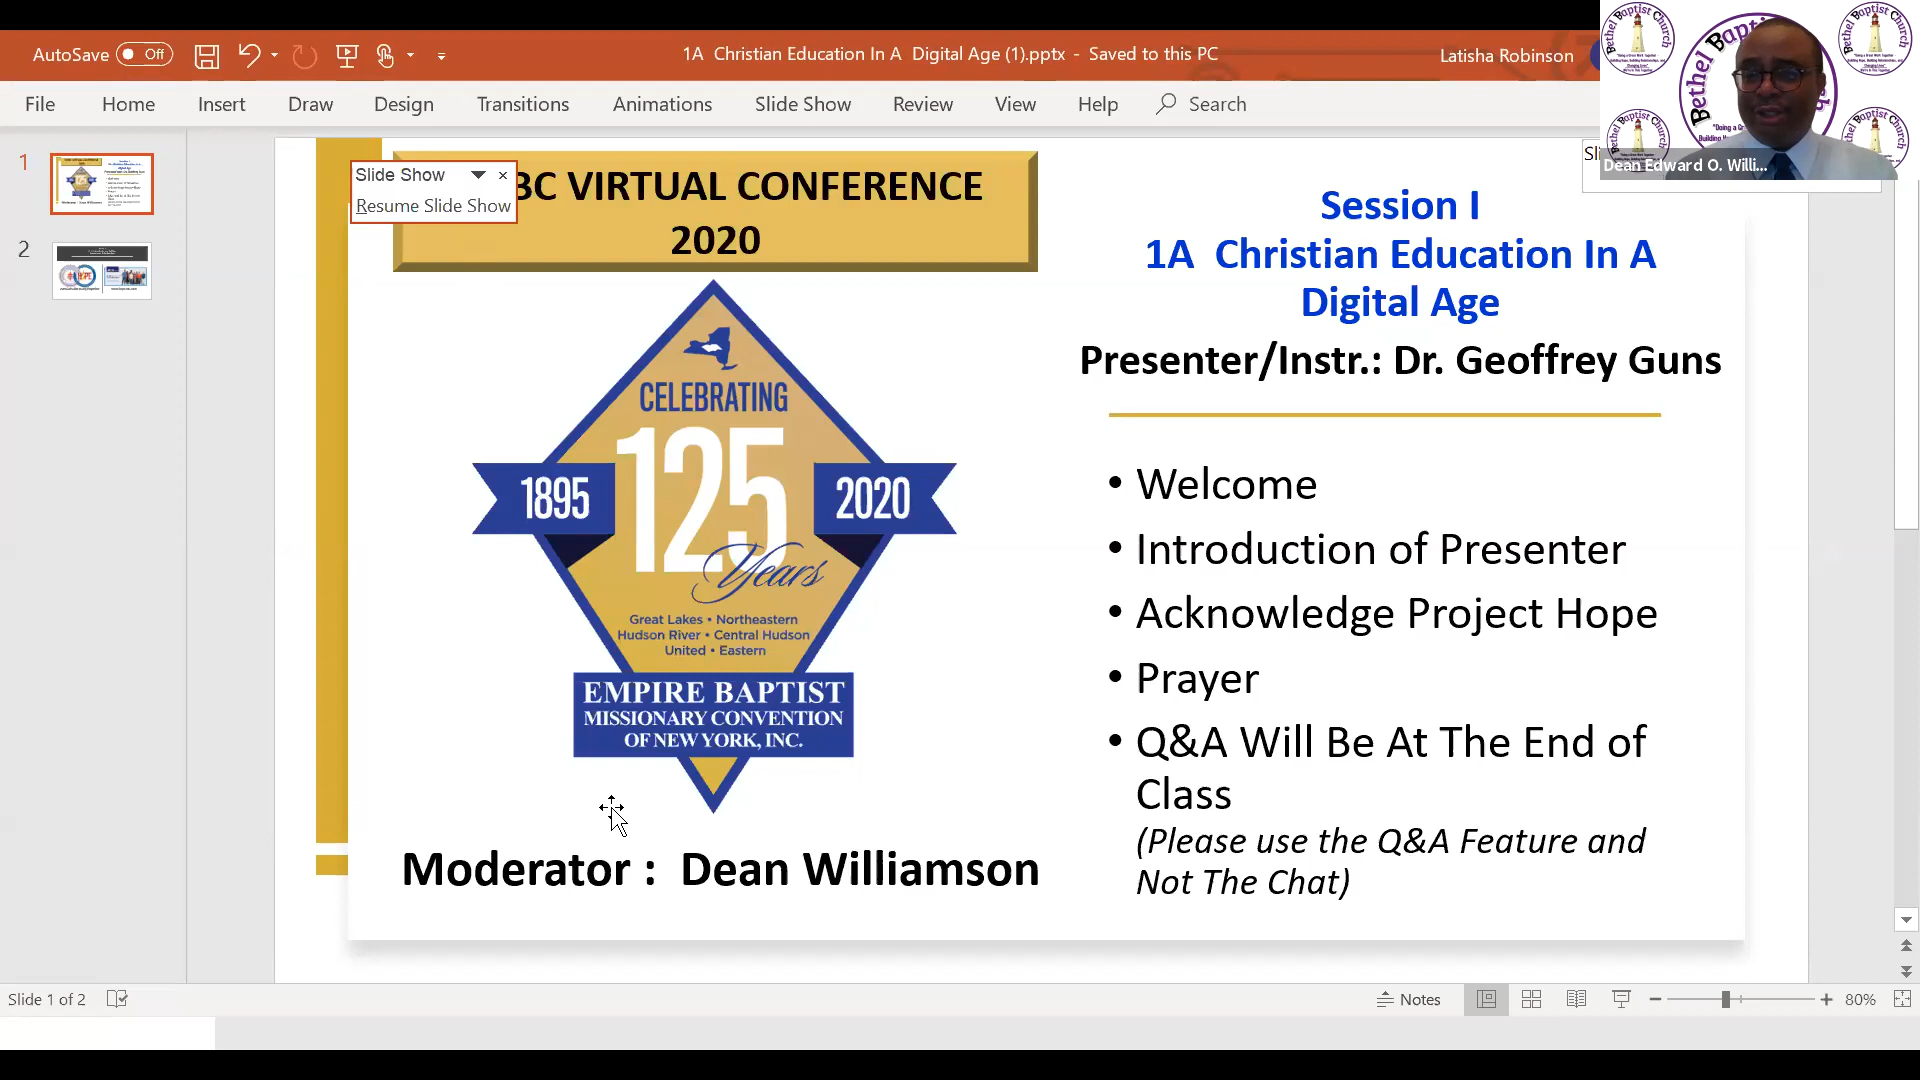 AutoSave Off
1A Christian Education In A Digital Age (1).pptx - Saved to this PC
Latisha Robinson
File Home Insert Draw Design Transitions Animations Slide Show Review View Help Search
Bethel Baptist Church
Dean Edward O. Willi...
1
2
Slide Show
Resume Slide Show
BC VIRTUAL CONFERENCE
2020
CELEBRATING
125
Years
1895
2020
Great Lakes • Northeastern
Hudson River • Central Hudson
United • Eastern
EMPIRE BAPTIST
MISSIONARY CONVENTION
OF NEW YORK, INC.
Moderator : Dean Williamson
Session I
1A Christian Education In A
Digital Age
Presenter/Instr.: Dr. Geoffrey Guns
• Welcome
• Introduction of Presenter
• Acknowledge Project Hope
• Prayer
• Q&A Will Be At The End of
Class
(Please use the Q&A Feature and
Not The Chat)
Slide 1 of 2
Notes
80%